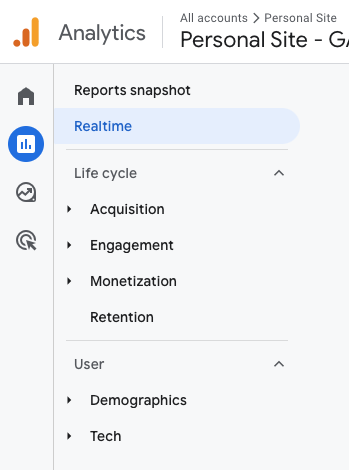 Analytics
All accounts > Personal Site
Personal Site - GA
Reports snapshot
Realtime
Life cycle
Acquisition
Engagement
Monetization
Retention
User
Demographics
Tech